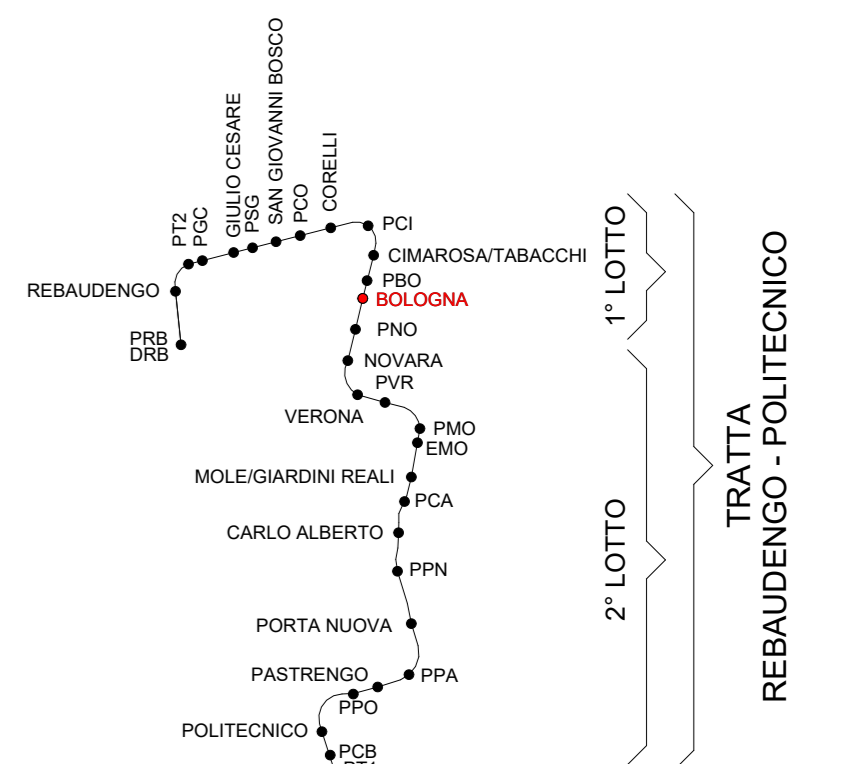 SAN GIOVANNI BOSCO
GIULIO CESARE
CORELLI
PT2
PGC
PSG
PCO
PCI
CIMAROSA/TABACCHI
PBO
REBAUDENGO
BOLOGNA
PNO
PRB
DRB
NOVARA
PVR
VERONA
PMO
EMO
MOLE/GIARDINI REALI
PCA
CARLO ALBERTO
PPN
PORTA NUOVA
PASTRENGO
PPA
PPO
POLITECNICO
PCB
PT1
1° LOTTO
2° LOTTO
TRATTA
REBAUDENGO - POLITECNICO